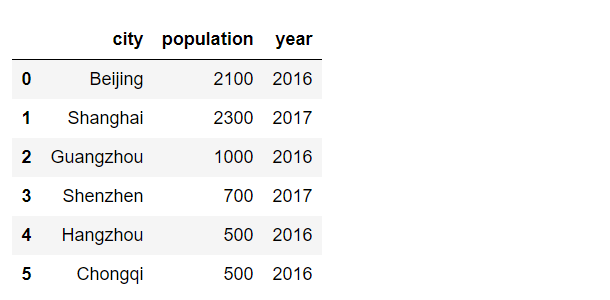 city population year
0 Beijing 2100 2016
1 Shanghai 2300 2017
2 Guangzhou 1000 2016
3 Shenzhen 700 2017
4 Hangzhou 500 2016
5 Chongqi 500 2016